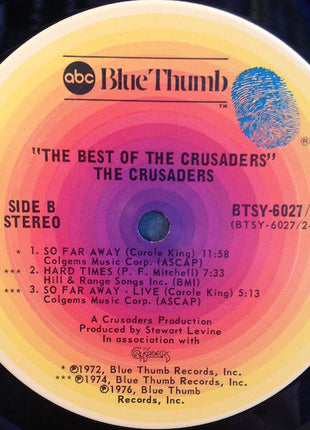 abc Blue Thumb
TM
®
"THE BEST OF THE CRUSADERS"
THE CRUSADERS
SIDE B
STEREO
BTSY-6027/
(BTSY-6027/2-
* 1. SO FAR AWAY (Carole King) 11:58
Colgems Music Corp. (ASCAP)
*** 2. HARD TIMES (P. F. Mitchell) 7:33
Hill & Range Songs Inc. (BMI)
*** 3. SO FAR AWAY - LIVE (Carole King) 5:13
Colgems Music Corp. (ASCAP)
A Crusaders Production
Produced by Stewart Levine
In association with
THE CRUSADERS
* ℗1972, Blue Thumb Records, Inc.
***℗1974, Blue Thumb Records, Inc.
©1976, Blue Thumb
Records, Inc.